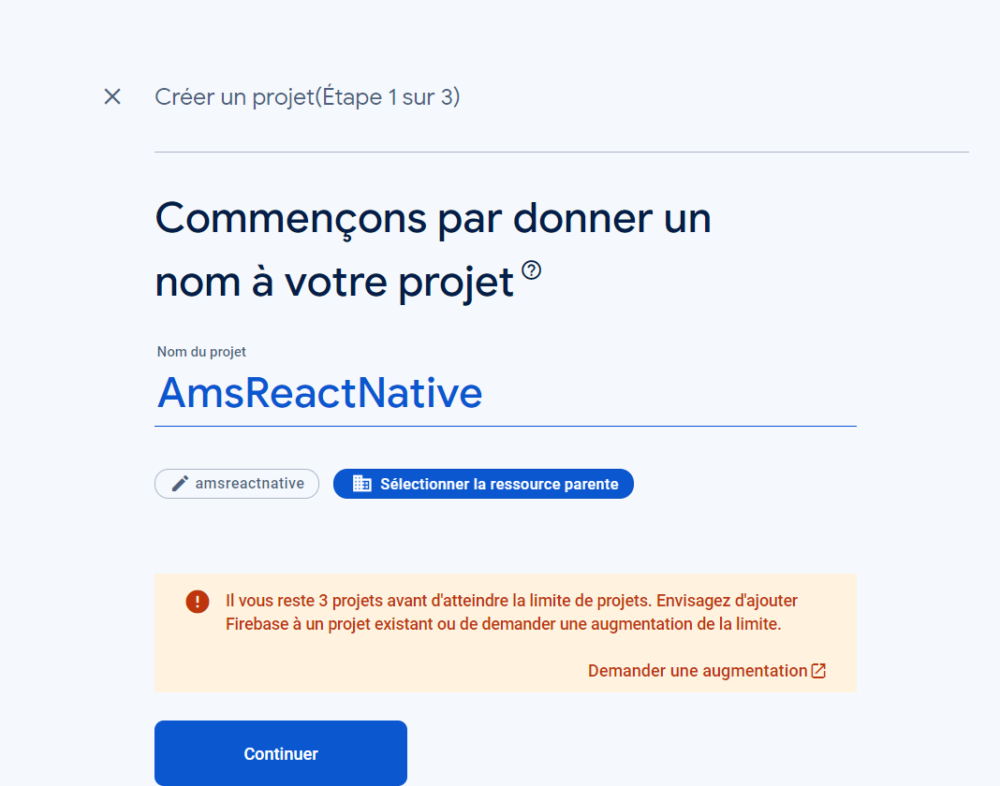 Créer un projet(Étape 1 sur 3)
Commençons par donner un
nom à votre projet
Nom du projet
AmsReactNative
amsreactnative
Sélectionner la ressource parente
Il vous reste 3 projets avant d'atteindre la limite de projets. Envisagez d'ajouter
Firebase à un projet existant ou de demander une augmentation de la limite.
Demander une augmentation
Continuer